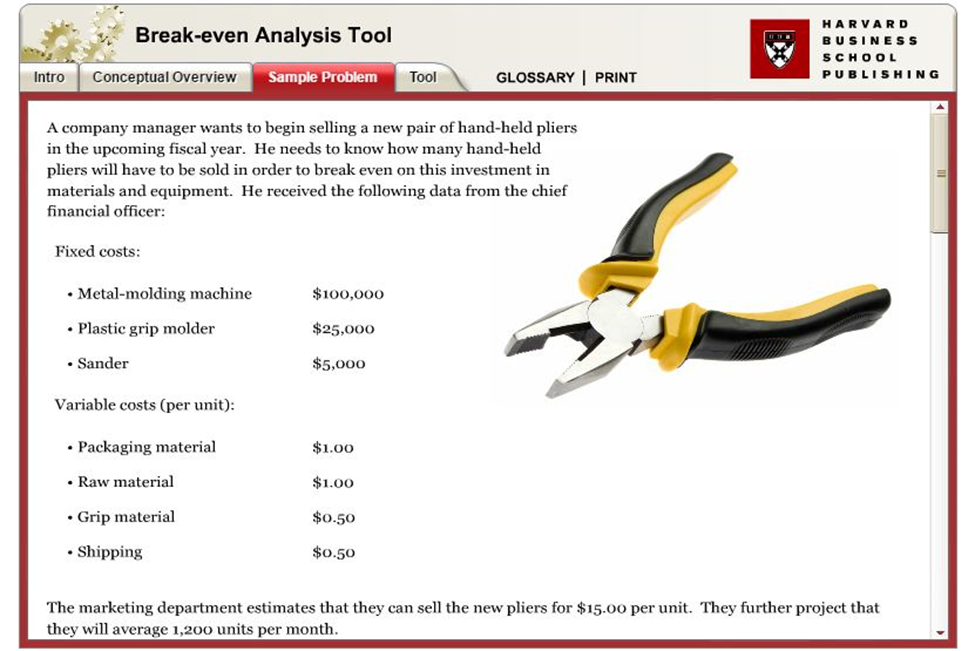 Break-even Analysis Tool
HARVARD
BUSINESS
SCHOOL
PUBLISHING
Intro
Conceptual Overview
Sample Problem
Tool
GLOSSARY | PRINT
A company manager wants to begin selling a new pair of hand-held pliers
in the upcoming fiscal year. He needs to know how many hand-held
pliers will have to be sold in order to break even on this investment in
materials and equipment. He received the following data from the chief
financial officer:
Fixed costs:
• Metal-molding machine $100,000
• Plastic grip molder $25,000
• Sander $5,000
Variable costs (per unit):
• Packaging material $1.00
• Raw material $1.00
• Grip material $0.50
• Shipping $0.50
The marketing department estimates that they can sell the new pliers for $15.00 per unit. They further project that
they will average 1,200 units per month.